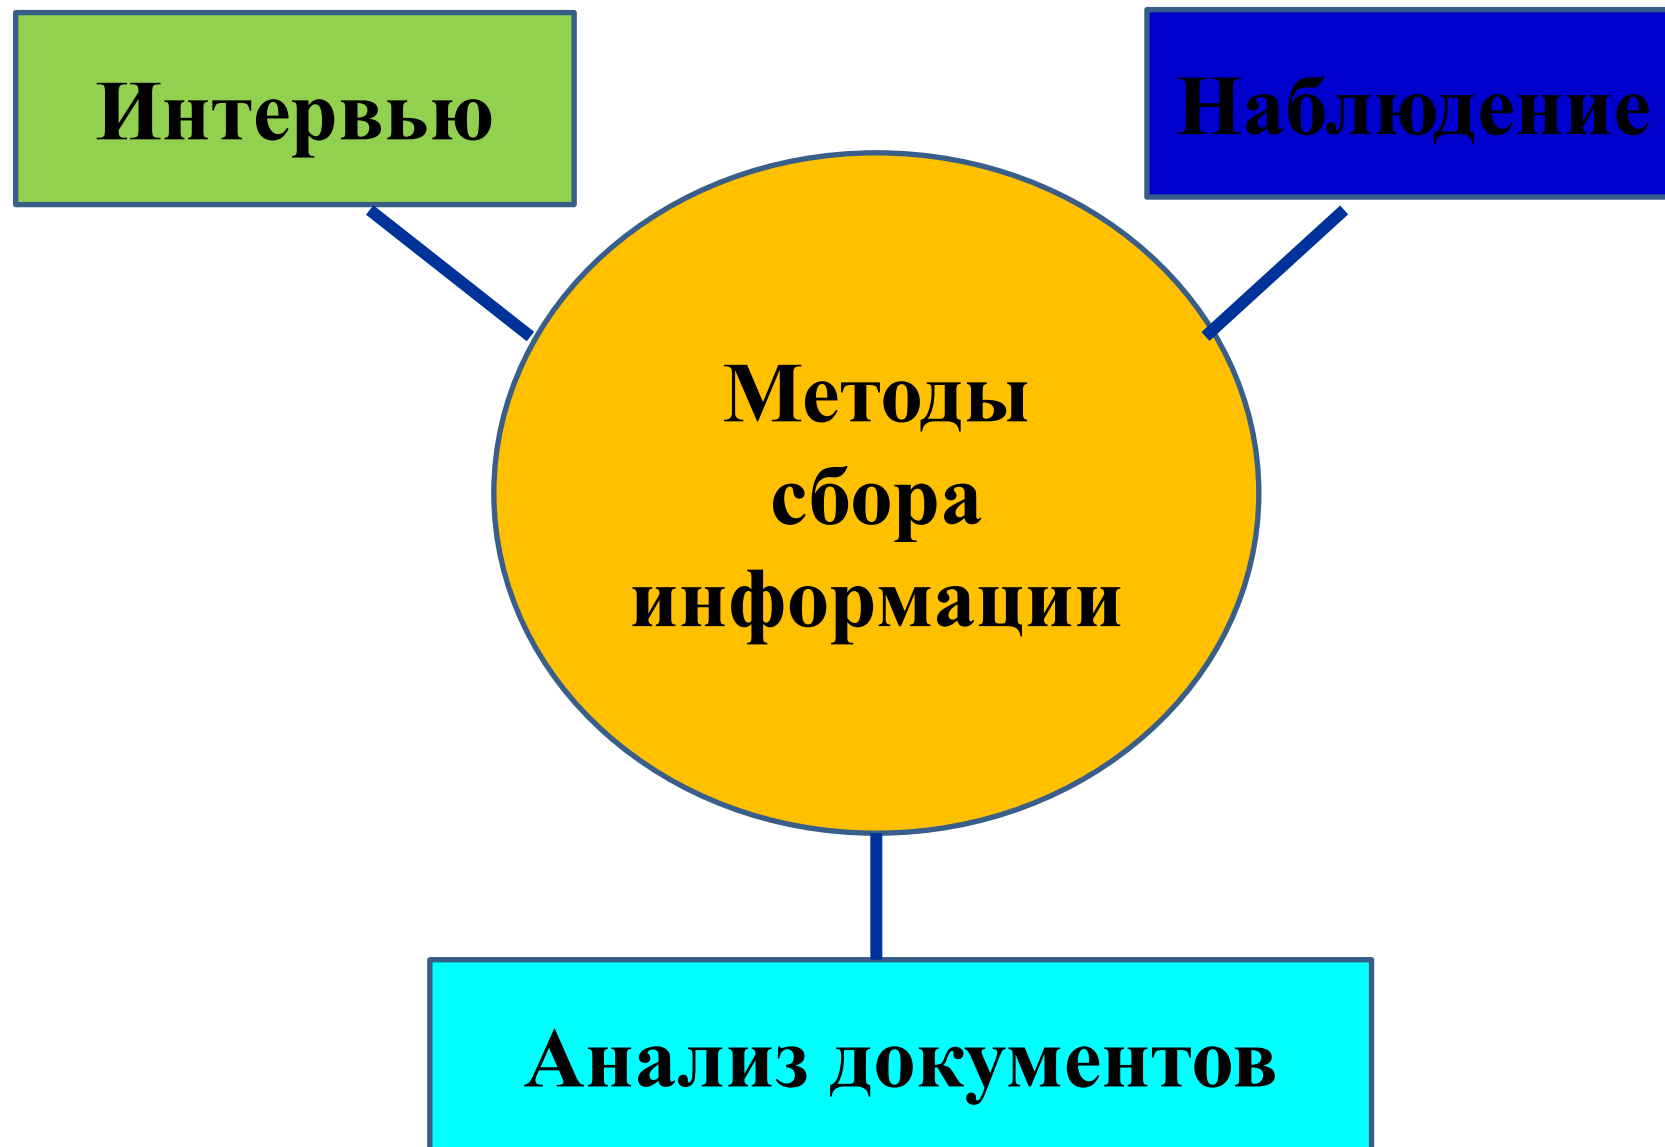 Интервью
Наблюдение
Методы
сбора
информации
Анализ документов